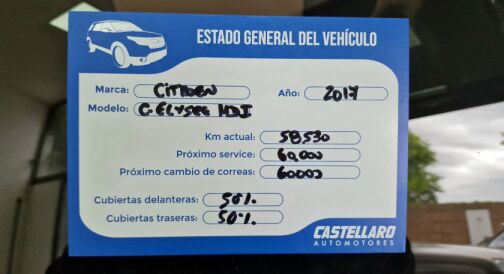 ESTADO GENERAL DEL VEHÍCULO
Marca: CITROEN Año: 2017
Modelo: C-ELYSEE HDI
Km actual: 58,530
Próximo service: 60,000
Próximo cambio de correas: 60000
Cubiertas delanteras: 50%
Cubiertas traseras: 50%
CASTELLARO
AUTOMOTORES